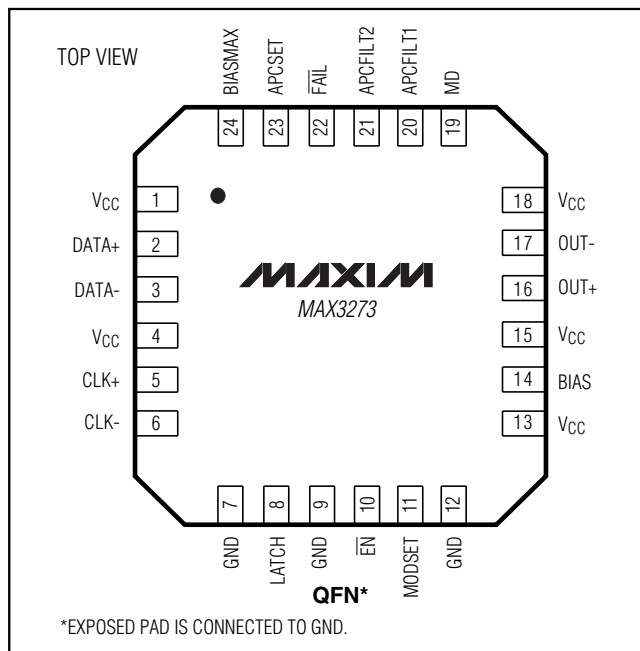 TOP VIEW
BIASMAX
APCSET
FAIL
APCFILT2
APCFILT1
MD
24
23
22
21
20
19
VCC 1
DATA+ 2
DATA- 3
VCC 4
CLK+ 5
CLK- 6
MAXIM
MAX3273
18 VCC
17 OUT-
16 OUT+
15 VCC
14 BIAS
13 VCC
7
8
9
10
11
12
GND
LATCH
GND
EN
MODSET
GND
QFN*
*EXPOSED PAD IS CONNECTED TO GND.